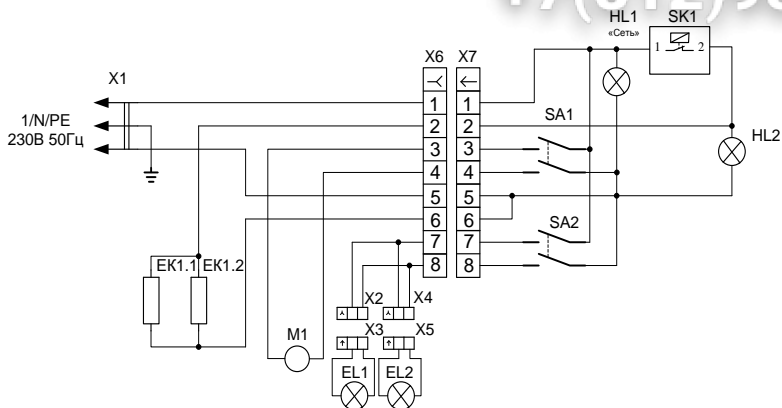 HL1
«Сеть»
SK1
1
2
X6
X7
X1
1/N/PE
230В 50Гц
1
2
3
4
5
6
7
8
1
2
3
4
5
6
7
8
SA1
HL2
SA2
EK1.1
EK1.2
X2
X4
X3
X5
M1
EL1
EL2